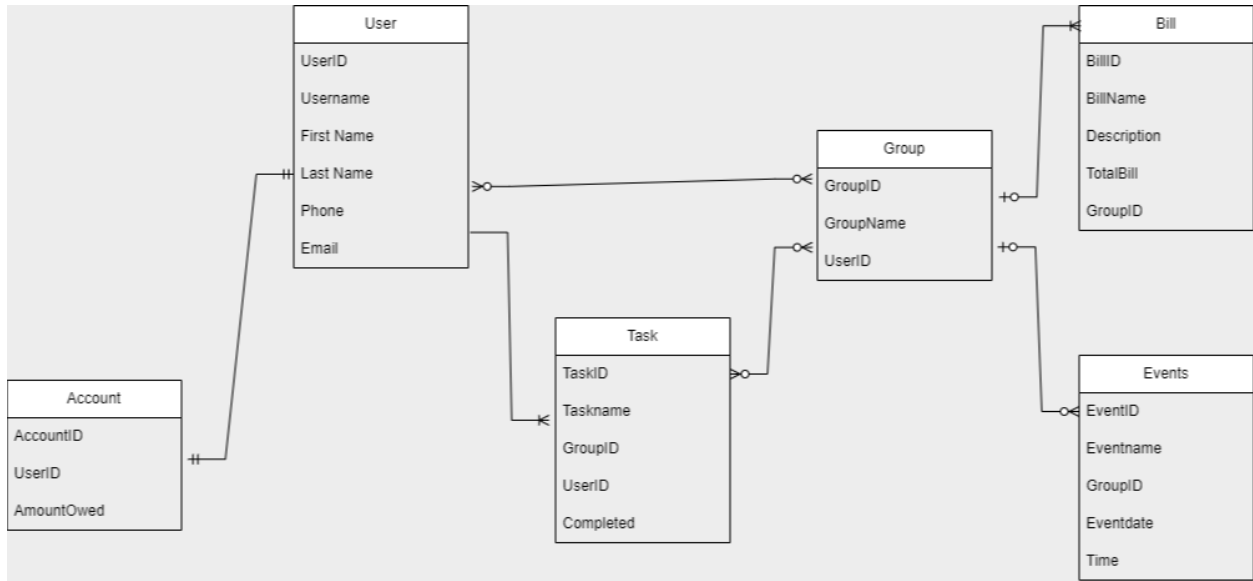 User
UserID
Username
First Name
Last Name
Phone
Email
Account
AccountID
UserID
AmountOwed
Task
TaskID
Taskname
GroupID
UserID
Completed
Group
GroupID
GroupName
UserID
Bill
BillID
BillName
Description
TotalBill
GroupID
Events
EventID
Eventname
GroupID
Eventdate
Time